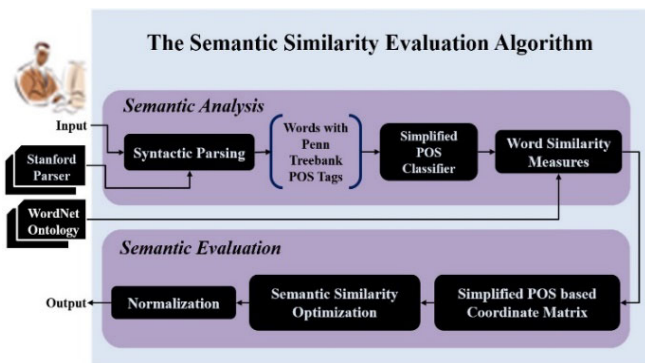 The Semantic Similarity Evaluation Algorithm
Semantic Analysis
Input
Stanford
Parser
WordNet
Ontology
Syntactic Parsing
Words with
Penn
Treebank
POS Tags
Simplified
POS
Classifier
Word Similarity
Measures
Semantic Evaluation
Output
Normalization
Semantic Similarity
Optimization
Simplified POS based
Coordinate Matrix